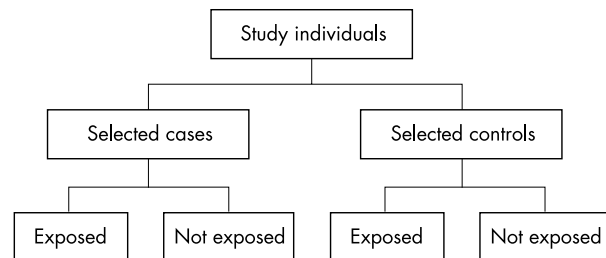 Study individuals
Selected cases
Selected controls
Exposed
Not exposed
Exposed
Not exposed